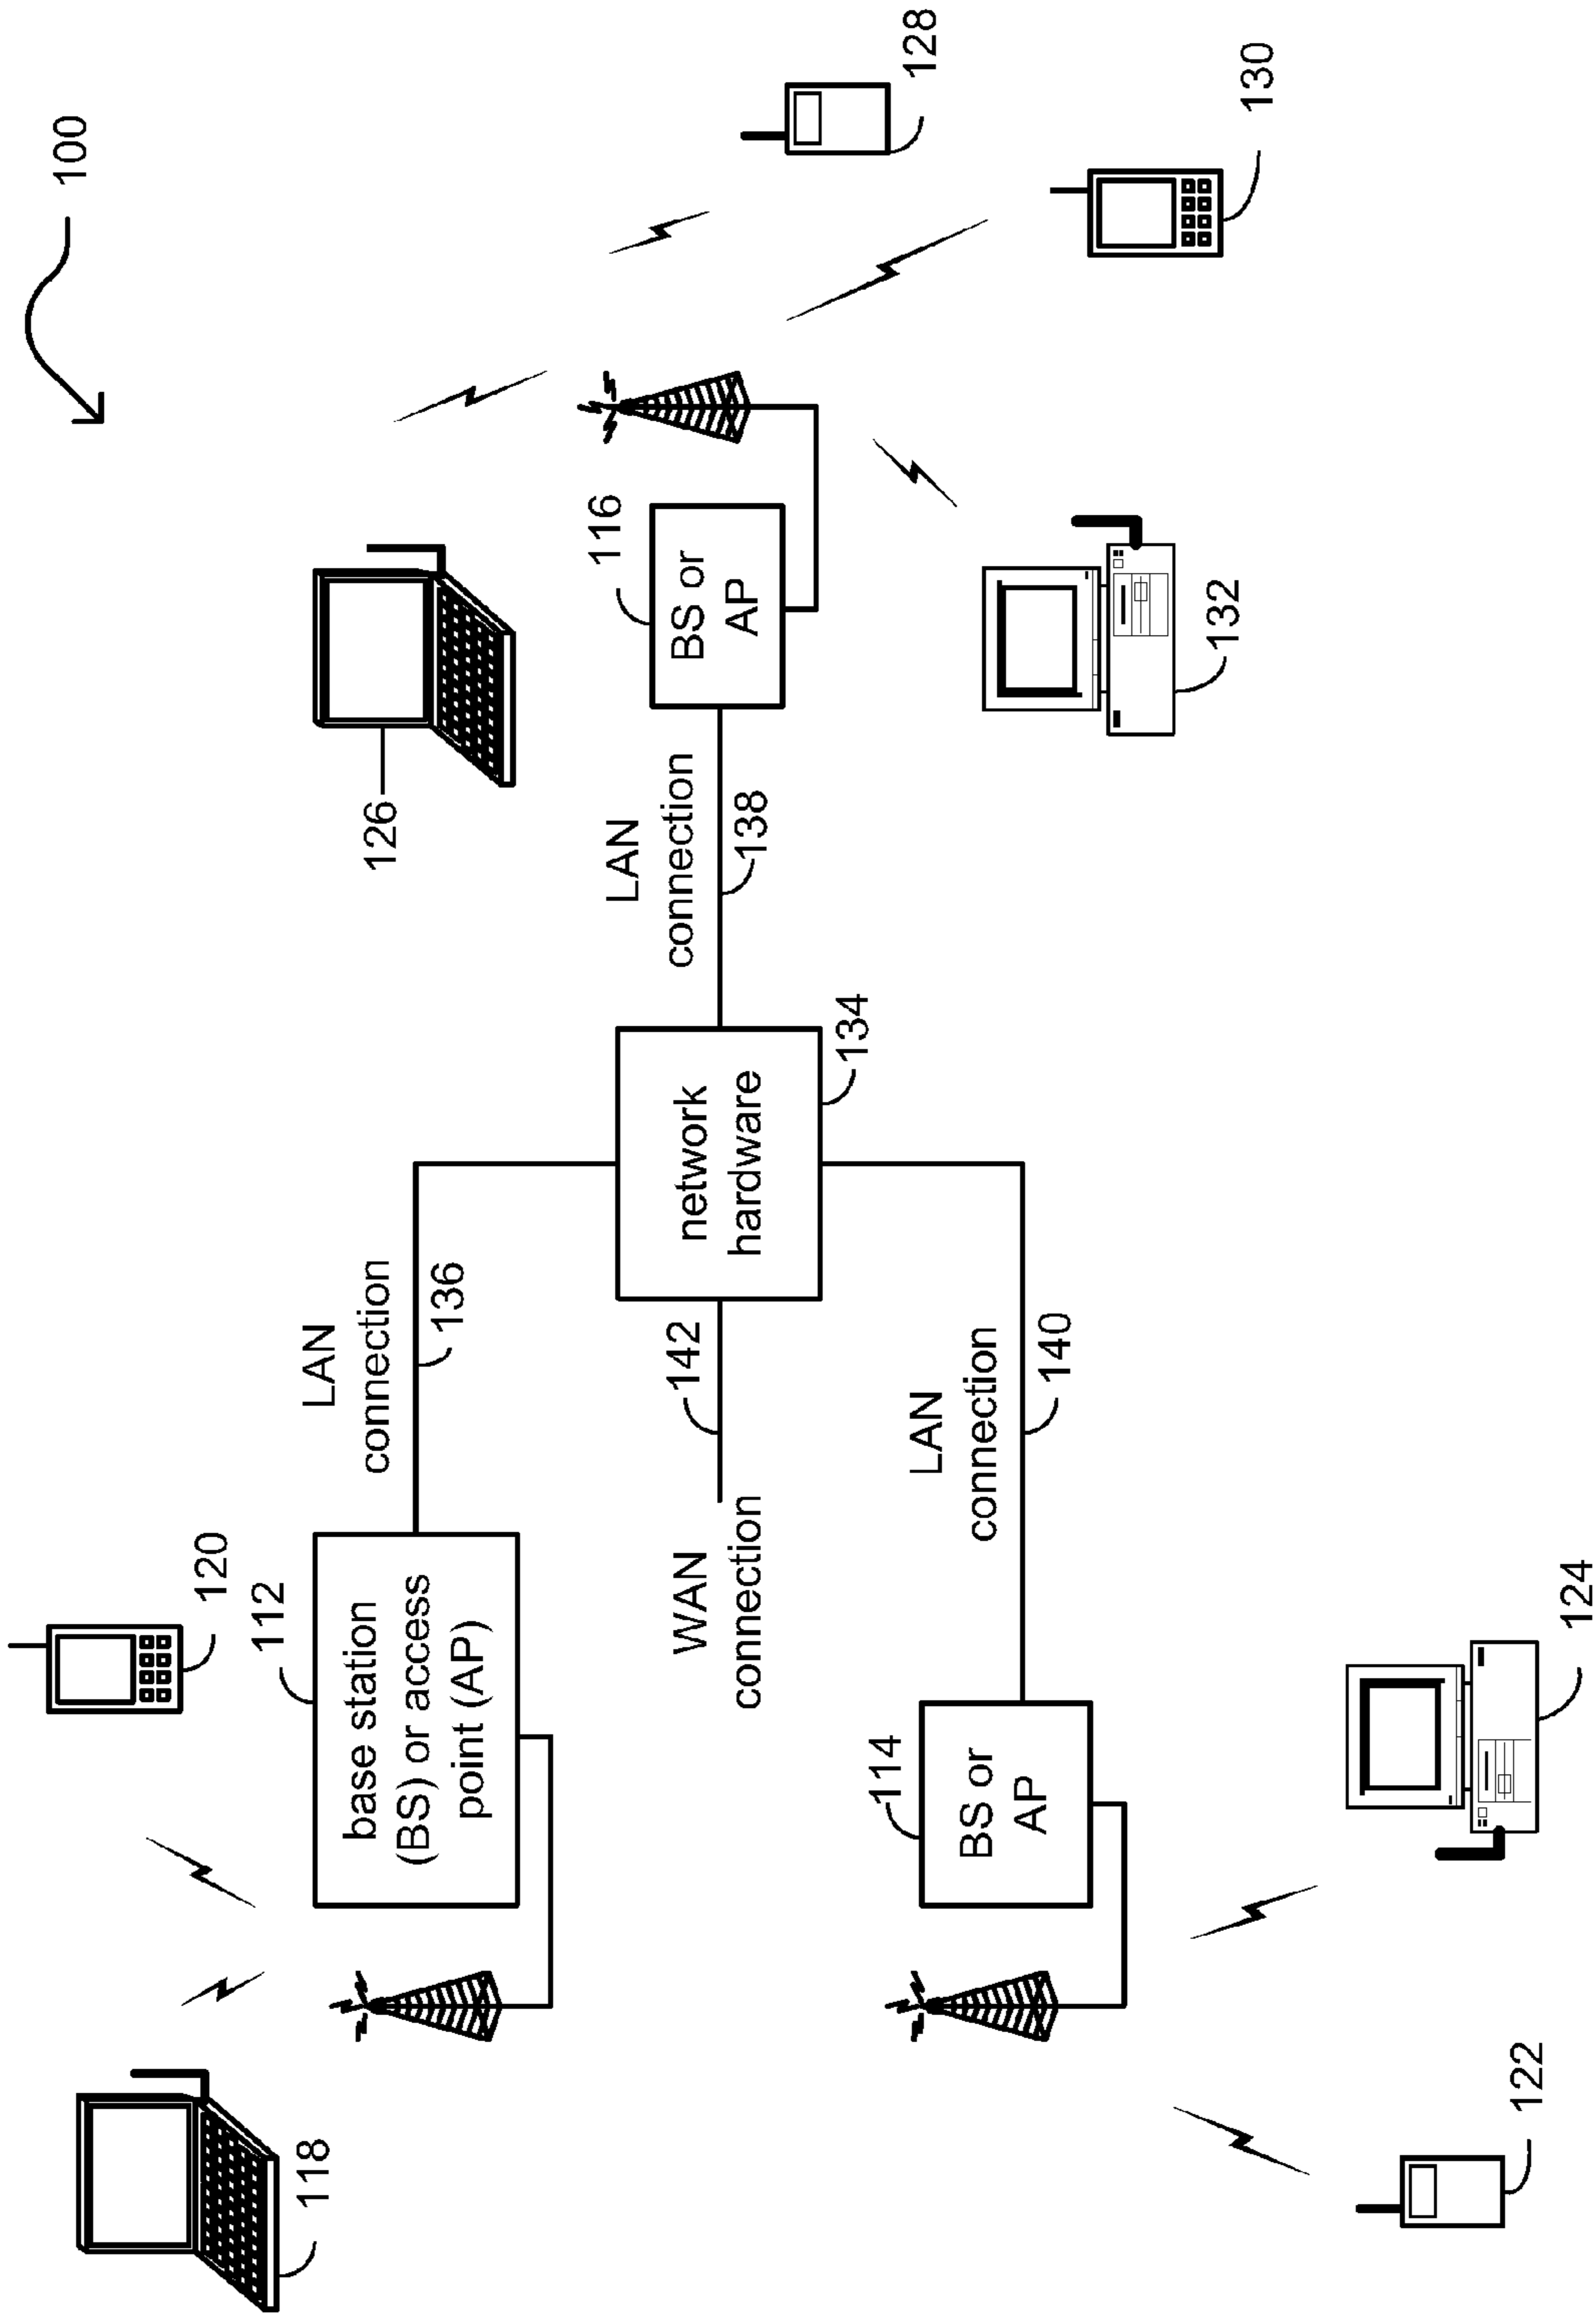 100
120
112
base station
(BS) or access
point (AP)
118
LAN
connection
136
126
116
BS or
AP
LAN
connection
138
128
130
132
network
hardware
134
142
WAN
connection
LAN
connection
140
114
BS or
AP
122
124